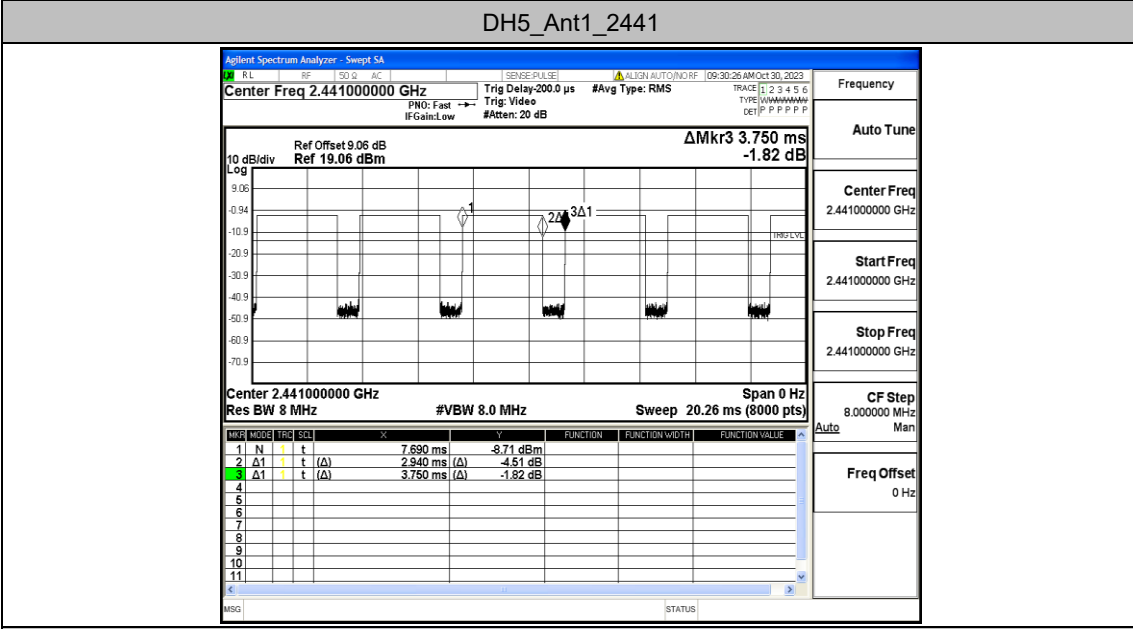 DH5_Ant1_2441
Agilent Spectrum Analyzer - Swept SA
RL RF 50 Ω AC SENSE:PULSE ALIGN AUTO/NO RF 09:30:26 AM Oct 30, 2023
Center Freq 2.441000000 GHz
PNO: Fast
IFGain:Low
Trig Delay-200.0 µs
Trig: Video
#Atten: 20 dB
#Avg Type: RMS
TRACE 1 2 3 4 5 6
TYPE
DET P P P P P P
Ref Offset 9.06 dB
10 dB/div Ref 19.06 dBm
Log
ΔMkr3 3.750 ms
-1.82 dB
9.06
-0.94
-10.9
-20.9
-30.9
-40.9
-50.9
-60.9
-70.9
1
3Δ1
TRIG LVL
Center 2.441000000 GHz Span 0 Hz
Res BW 8 MHz #VBW 8.0 MHz Sweep 20.26 ms (8000 pts)
MKR MODE TRC SCL X Y FUNCTION FUNCTION WIDTH FUNCTION VALUE
1 N 1 t 7.690 ms -8.71 dBm
2 Δ1 1 t (Δ) 2.940 ms (Δ) -4.51 dB
3 Δ1 1 t (Δ) 3.750 ms (Δ) -1.82 dB
4
5
6
7
8
9
10
11
MSG STATUS
Frequency
Auto Tune
Center Freq
2.441000000 GHz
Start Freq
2.441000000 GHz
Stop Freq
2.441000000 GHz
CF Step
8.000000 MHz
Auto Man
Freq Offset
0 Hz